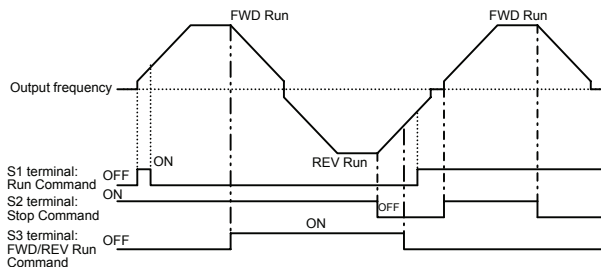 FWD Run
FWD Run
Output frequency
REV Run
S1 terminal:
Run Command
OFF
ON
S2 terminal:
Stop Command
ON
OFF
S3 terminal:
FWD/REV Run
Command
OFF
ON